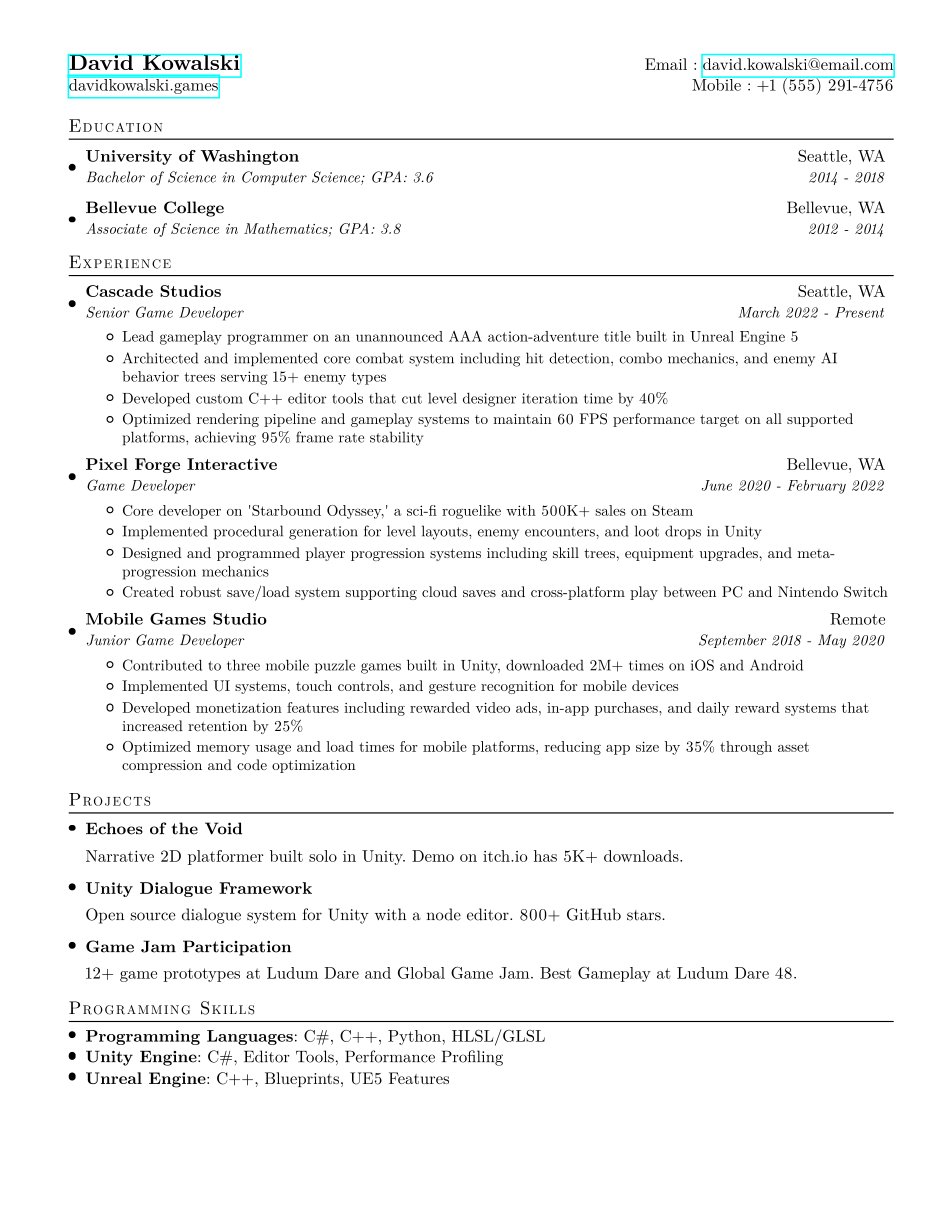 David Kowalski
Email : david.kowalski@email.com
davidkowalski.games
Mobile : +1 (555) 291-4756
Education
University of Washington
Seattle, WA
Bachelor of Science in Computer Science; GPA: 3.6
2014 - 2018
Bellevue College
Bellevue, WA
Associate of Science in Mathematics; GPA: 3.8
2012 - 2014
Experience
Cascade Studios
Seattle, WA
Senior Game Developer
March 2022 - Present
Lead gameplay programmer on an unannounced AAA action-adventure title built in Unreal Engine 5
Architected and implemented core combat system including hit detection, combo mechanics, and enemy AI
behavior trees serving 15+ enemy types
Developed custom C++ editor tools that cut level designer iteration time by 40%
Optimized rendering pipeline and gameplay systems to maintain 60 FPS performance target on all supported
platforms, achieving 95% frame rate stability
Pixel Forge Interactive
Bellevue, WA
Game Developer
June 2020 - February 2022
Core developer on 'Starbound Odyssey,' a sci-fi roguelike with 500K+ sales on Steam
Implemented procedural generation for level layouts, enemy encounters, and loot drops in Unity
Designed and programmed player progression systems including skill trees, equipment upgrades, and meta-
progression mechanics
Created robust save/load system supporting cloud saves and cross-platform play between PC and Nintendo Switch
Mobile Games Studio
Remote
Junior Game Developer
September 2018 - May 2020
Contributed to three mobile puzzle games built in Unity, downloaded 2M+ times on iOS and Android
Implemented UI systems, touch controls, and gesture recognition for mobile devices
Developed monetization features including rewarded video ads, in-app purchases, and daily reward systems that
increased retention by 25%
Optimized memory usage and load times for mobile platforms, reducing app size by 35% through asset
compression and code optimization
Projects
Echoes of the Void
Narrative 2D platformer built solo in Unity. Demo on itch.io has 5K+ downloads.
Unity Dialogue Framework
Open source dialogue system for Unity with a node editor. 800+ GitHub stars.
Game Jam Participation
12+ game prototypes at Ludum Dare and Global Game Jam. Best Gameplay at Ludum Dare 48.
Programming Skills
Programming Languages: C#, C++, Python, HLSL/GLSL
Unity Engine: C#, Editor Tools, Performance Profiling
Unreal Engine: C++, Blueprints, UE5 Features